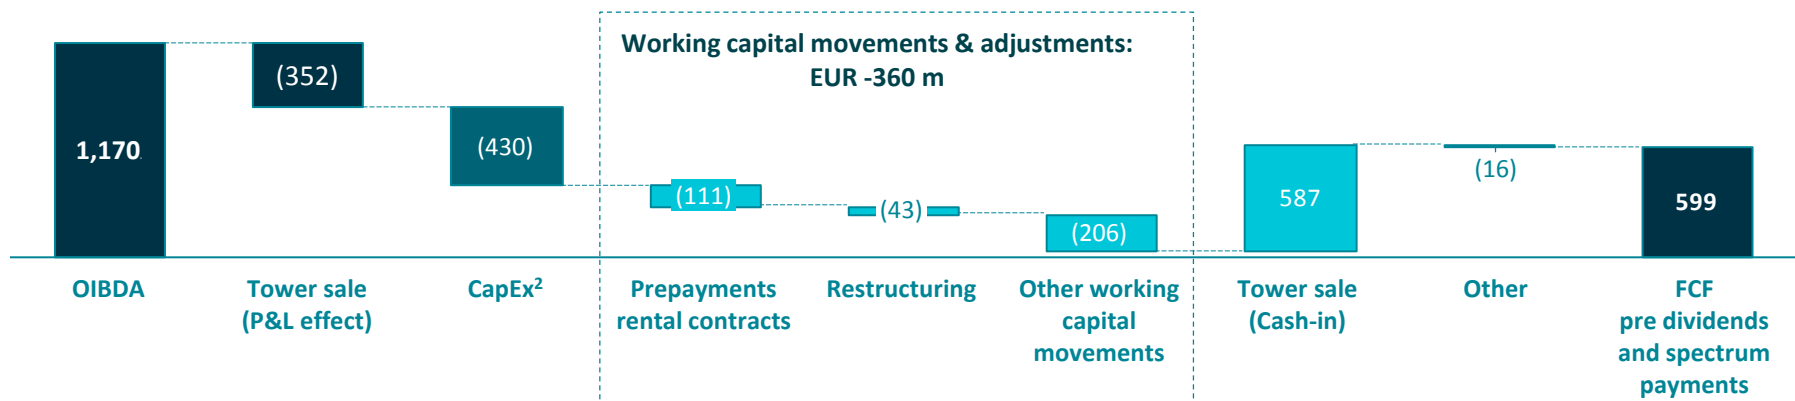 Working capital movements & adjustments:
EUR -360 m
1,170
(352)
(430)
(111)
(43)
(206)
587
(16)
599
OIBDA
Tower sale
(P&L effect)
CapEx²
Prepayments
rental contracts
Restructuring
Other working
capital
movements
Tower sale
(Cash-in)
Other
FCF
pre dividends
and spectrum
payments